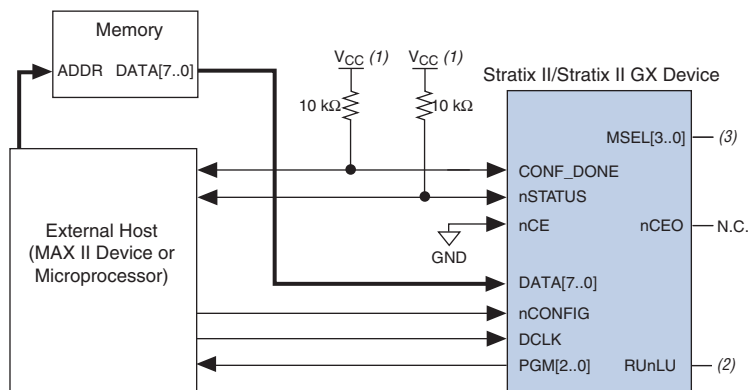 Memory
ADDR DATA[7..0]
VCC (1) VCC (1)
10 kΩ 10 kΩ
Stratix II/Stratix II GX Device
MSEL[3..0] (3)
CONF_DONE
nSTATUS
nCE nCEO N.C.
GND
External Host
(MAX II Device or
Microprocessor)
DATA[7..0]
nCONFIG
DCLK
PGM[2..0] RUnLU (2)